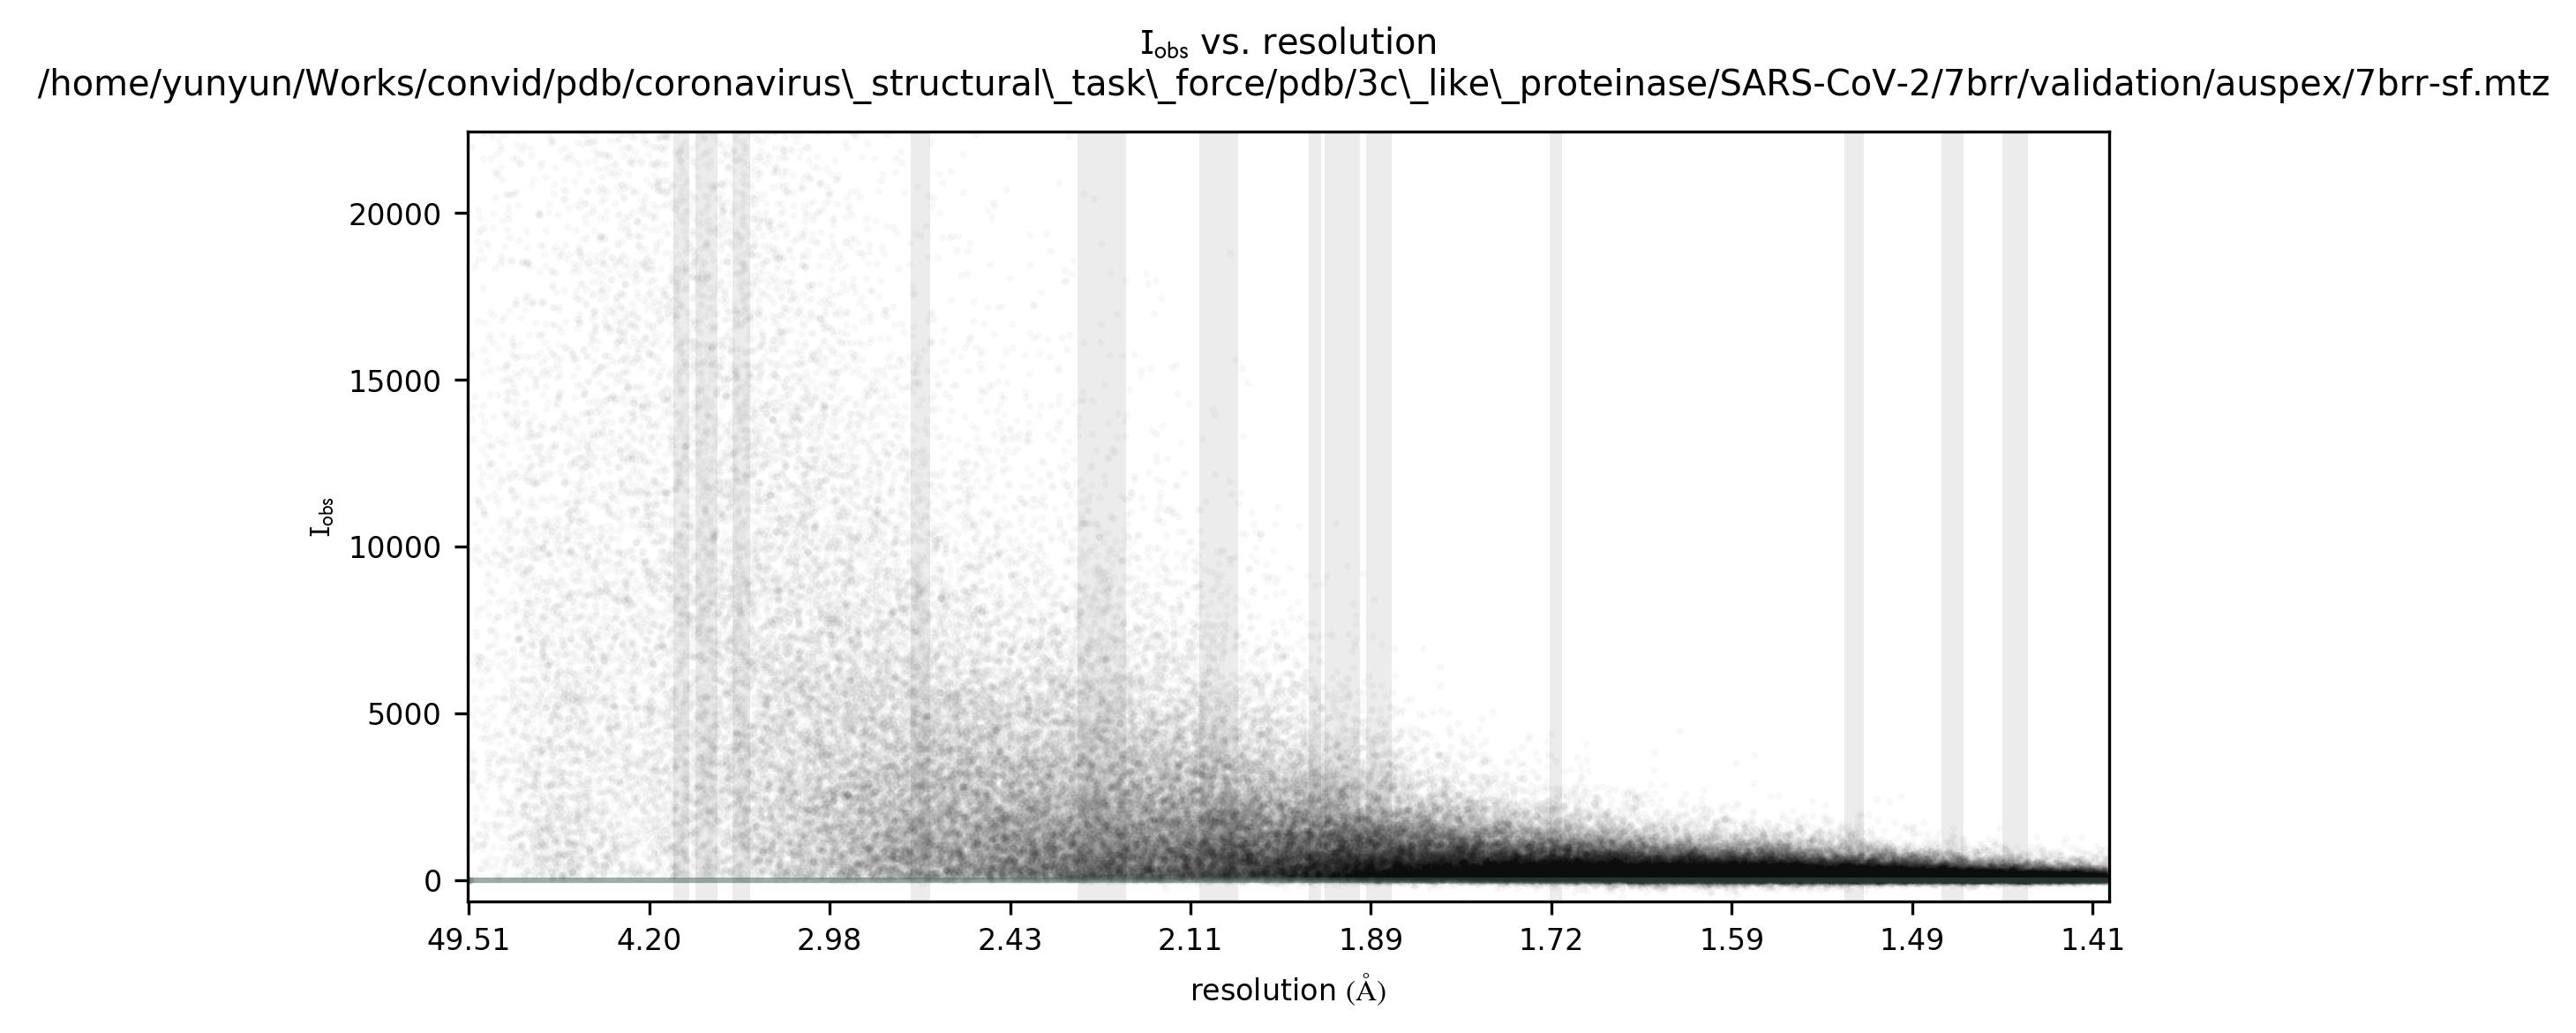 I_obs vs. resolution
/home/yunyun/Works/convid/pdb/coronavirus\_structural\_task\_force/pdb/3c\_like\_proteinase/SARS-CoV-2/7brr/validation/auspex/7brr-sf.mtz
20000
15000
10000
5000
0
I_obs
49.51 4.20 2.98 2.43 2.11 1.89 1.72 1.59 1.49 1.41
resolution (Å)